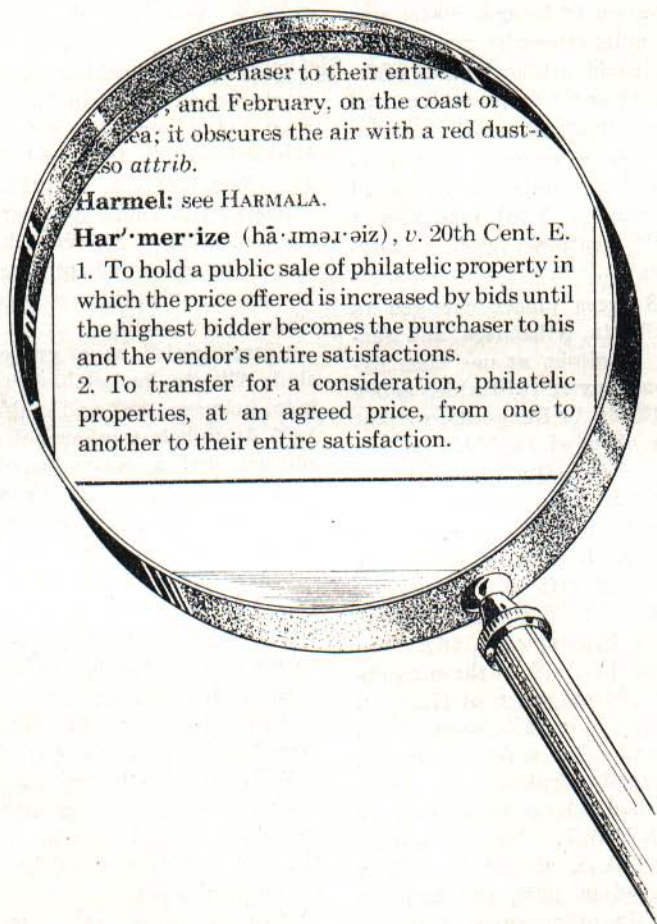 chaser to their entire
and February, on the coast of
ea; it obscures the air with a red dust-
so attrib.
Harmel: see HARMALA.
Har′·mer·ize (hā·ɹməɹ·əiz), v. 20th Cent. E.
1. To hold a public sale of philatelic property in
which the price offered is increased by bids until
the highest bidder becomes the purchaser to his
and the vendor's entire satisfactions.
2. To transfer for a consideration, philatelic
properties, at an agreed price, from one to
another to their entire satisfaction.